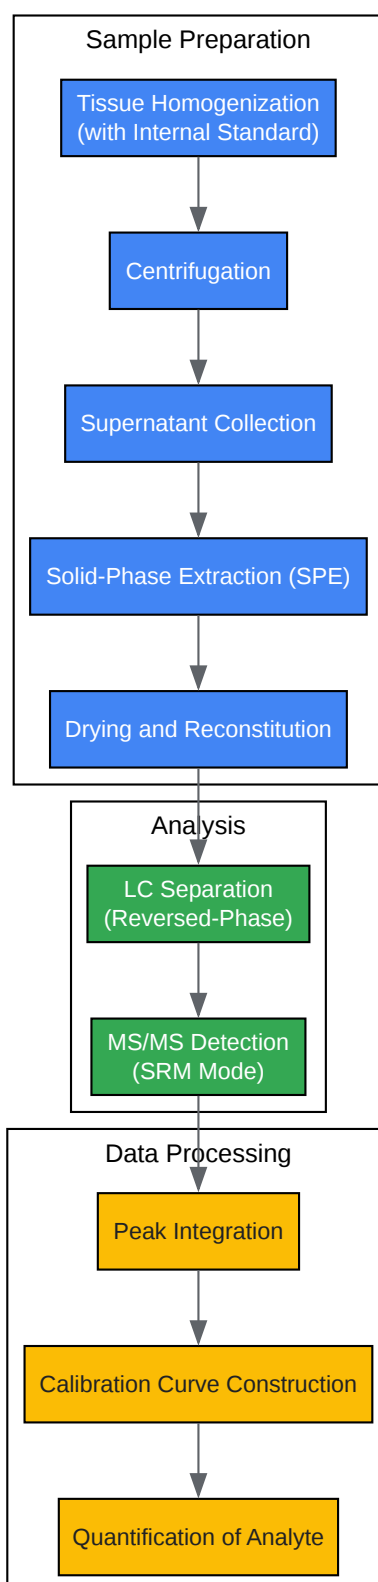 Sample Preparation
Tissue Homogenization
(with Internal Standard)
Centrifugation
Supernatant Collection
Solid-Phase Extraction (SPE)
Drying and Reconstitution
Analysis
LC Separation
(Reversed-Phase)
MS/MS Detection
(SRM Mode)
Data Processing
Peak Integration
Calibration Curve Construction
Quantification of Analyte